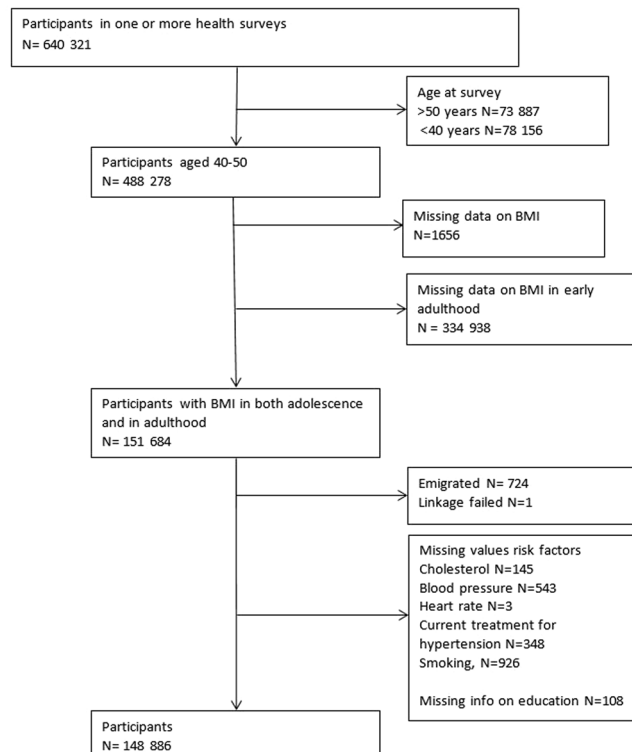 Participants in one or more health surveys
N= 640 321
Age at survey
>50 years N=73 887
<40 years N=78 156
Participants aged 40-50
N= 488 278
Missing data on BMI
N=1656
Missing data on BMI in early
adulthood
N = 334 938
Participants with BMI in both adolescence
and in adulthood
N= 151 684
Emigrated N= 724
Linkage failed N=1
Missing values risk factors
Cholesterol N=145
Blood pressure N=543
Heart rate N=3
Current treatment for
hypertension N=348
Smoking, N=926
Missing info on education N=108
Participants
N= 148 886